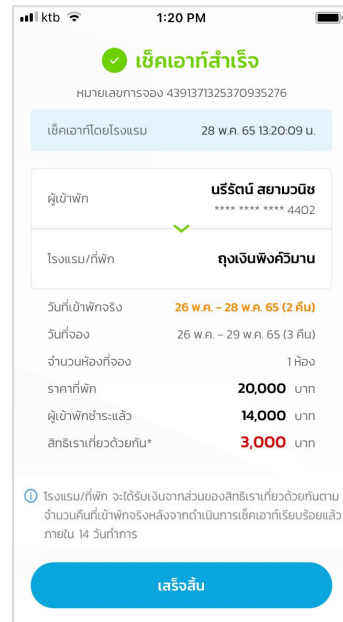 ktb 1:20 PM
เช็คเอาท์สำเร็จ
หมายเลขการจอง 4391371325370935276
เช็คเอาท์โดยโรงแรม 28 พ.ค. 65 13:20:09 น.
ผู้เข้าพัก นรีรัตน์ สยามวนิช
**** **** **** 4402
โรงแรม/ที่พัก ถุงเงินพิงค์วิมาน
วันที่เข้าพักจริง 26 พ.ค. - 28 พ.ค. 65 (2 คืน)
วันที่จอง 26 พ.ค. - 29 พ.ค. 65 (3 คืน)
จำนวนห้องที่จอง 1 ห้อง
ราคาที่พัก 20,000 บาท
ผู้เข้าพักชำระแล้ว 14,000 บาท
สิทธิเราเที่ยวด้วยกัน* 3,000 บาท
โรงแรม/ที่พัก จะได้รับเงินจากส่วนของสิทธิเราเที่ยวด้วยกันตาม
จำนวนคืนที่เข้าพักจริงหลังจากดำเนินการเช็คเอาท์เรียบร้อยแล้ว
ภายใน 14 วันทำการ
เสร็จสิ้น